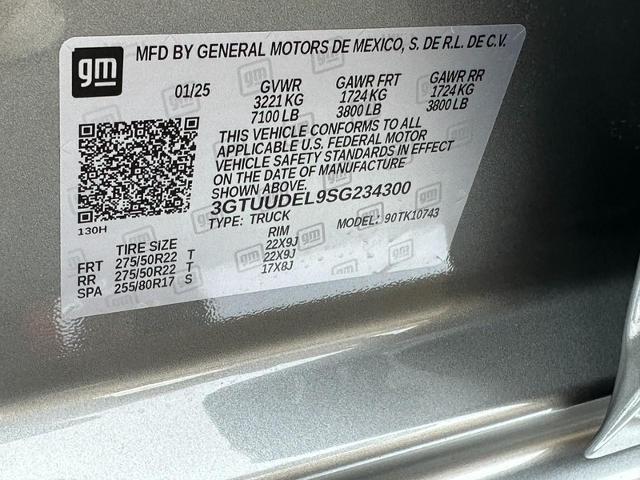 gm
MFD BY GENERAL MOTORS DE MEXICO, S. DE R.L. DE C.V.
01/25 GVWR GAWR FRT GAWR RR
3221 KG 1724 KG 1724 KG
7100 LB 3800 LB 3800 LB
THIS VEHICLE CONFORMS TO ALL
APPLICABLE U.S. FEDERAL MOTOR
VEHICLE SAFETY STANDARDS IN EFFECT
ON THE DATE OF MANUFACTURE
SHOWN ABOVE.
3GTUUDEL9SG234300
130H
TYPE: TRUCK MODEL: 90TK10743
TIRE SIZE RIM
FRT 275/50R22 T 22X9J
RR 275/50R22 T 22X9J
SPA 255/80R17 S 17X8J